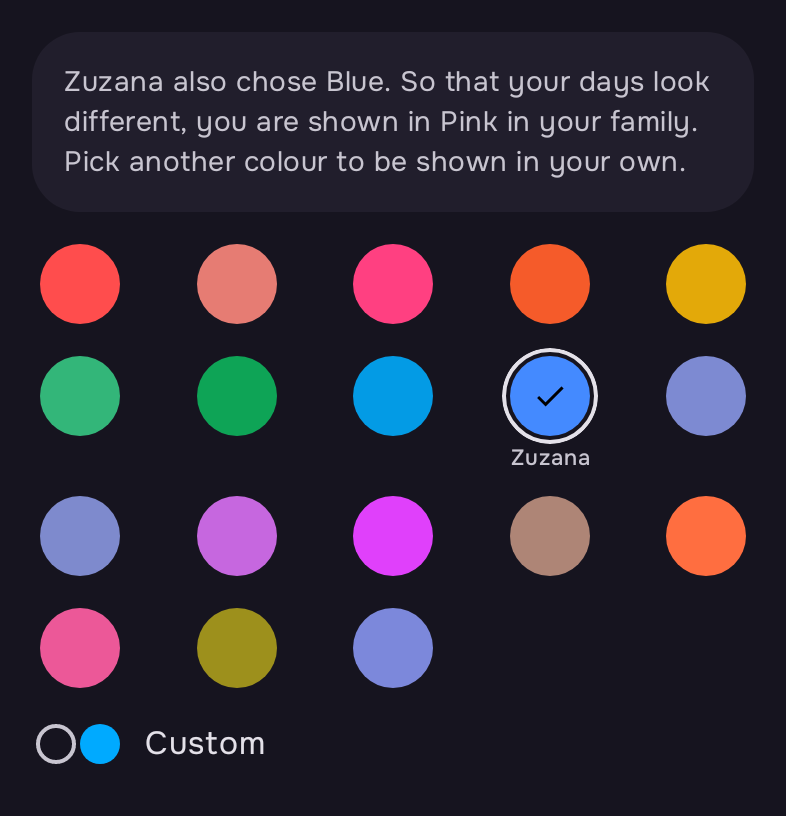 Zuzana also chose Blue. So that your days look
different, you are shown in Pink in your family.
Pick another colour to be shown in your own.
Zuzana
Custom